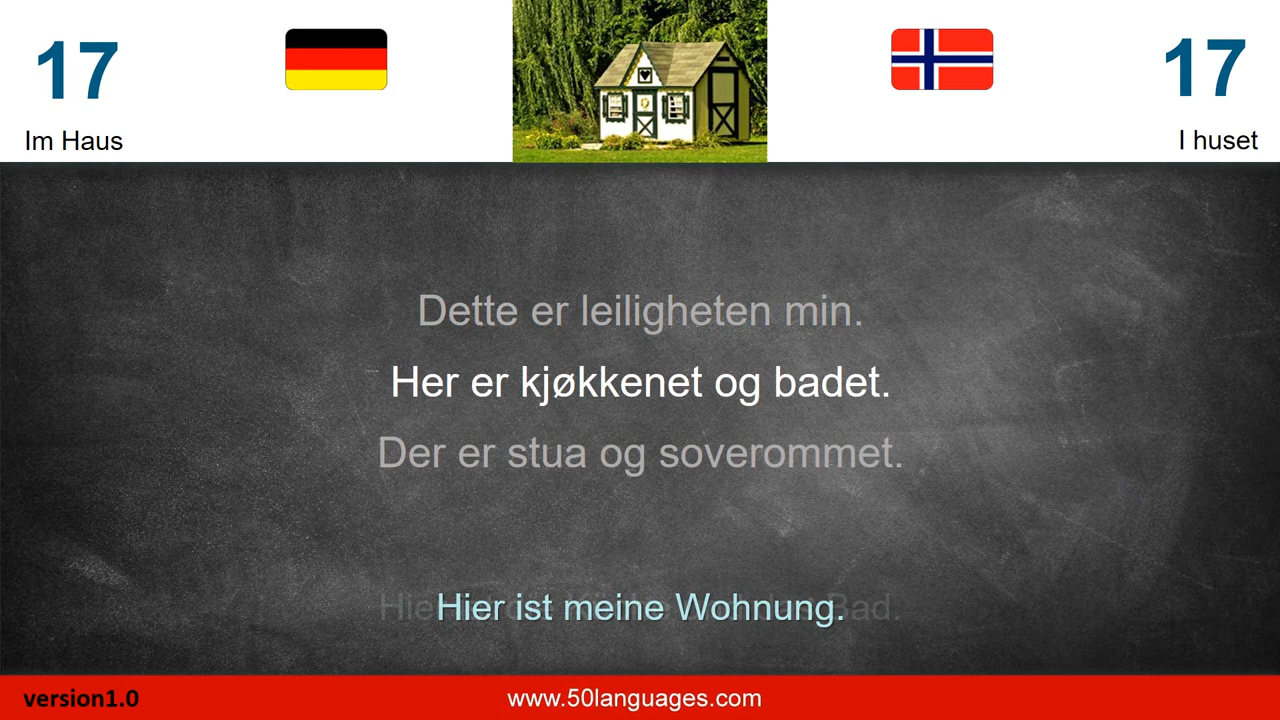 17
17
Im Haus
I huset
Dette er leiligheten min.
Her er kjøkkenet og badet.
Der er stua og soverommet.
Hier ist meine Wohnung.
version1.0
www.50languages.com